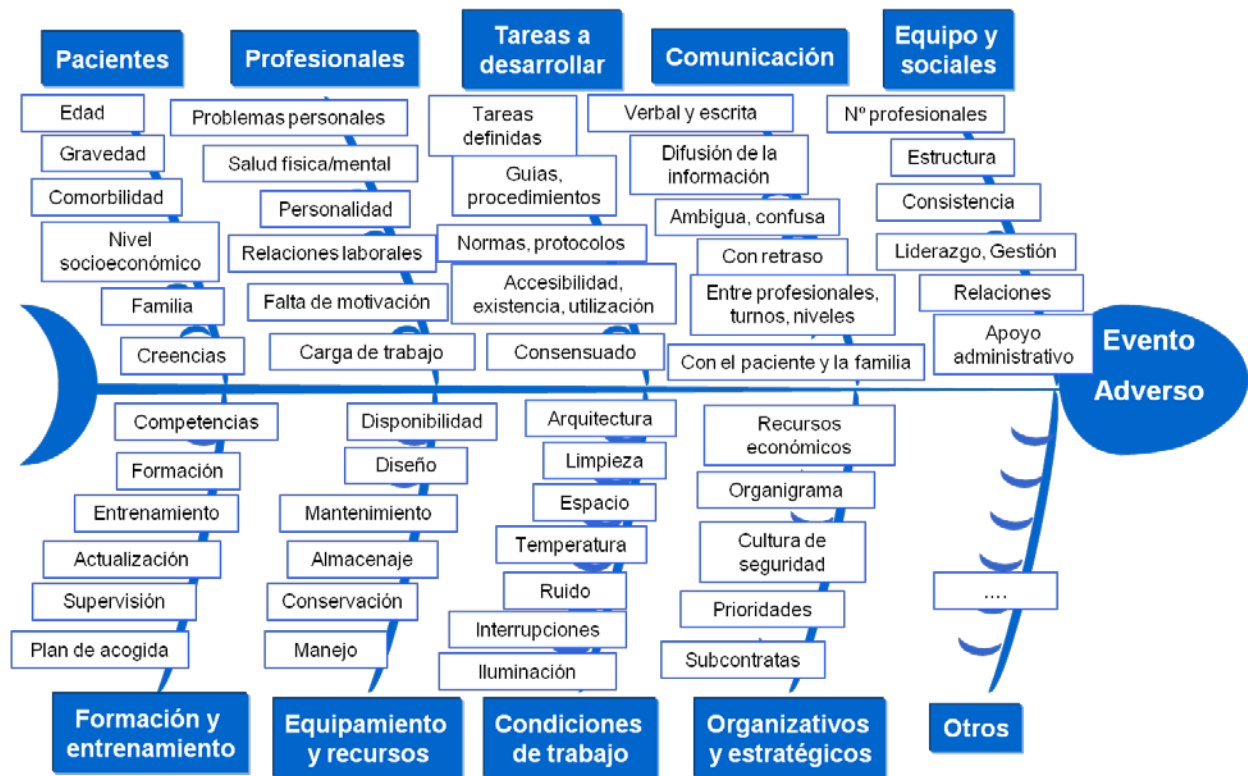 Pacientes
Edad
Gravedad
Comorbilidad
Nivel
socioeconómico
Familia
Creencias
Profesionales
Problemas personales
Salud física/mental
Personalidad
Relaciones laborales
Falta de motivación
Carga de trabajo
Tareas a
desarrollar
Tareas
definidas
Guías,
procedimientos
Normas, protocolos
Accesibilidad,
existencia, utilización
Consensuado
Comunicación
Verbal y escrita
Difusión de la
información
Ambigua, confusa
Con retraso
Entre profesionales,
turnos, niveles
Con el paciente y la familia
Equipo y
sociales
Nº profesionales
Estructura
Consistencia
Liderazgo, Gestión
Relaciones
Apoyo
administrativo
Evento
Adverso
Competencias
Formación
Entrenamiento
Actualización
Supervisión
Plan de acogida
Formación y
entrenamiento
Disponibilidad
Diseño
Mantenimiento
Almacenaje
Conservación
Manejo
Equipamiento
y recursos
Arquitectura
Limpieza
Espacio
Temperatura
Ruido
Interrupciones
Iluminación
Condiciones
de trabajo
Recursos
económicos
Organigrama
Cultura de
seguridad
Prioridades
Subcontratas
Organizativos
y estratégicos
....
Otros